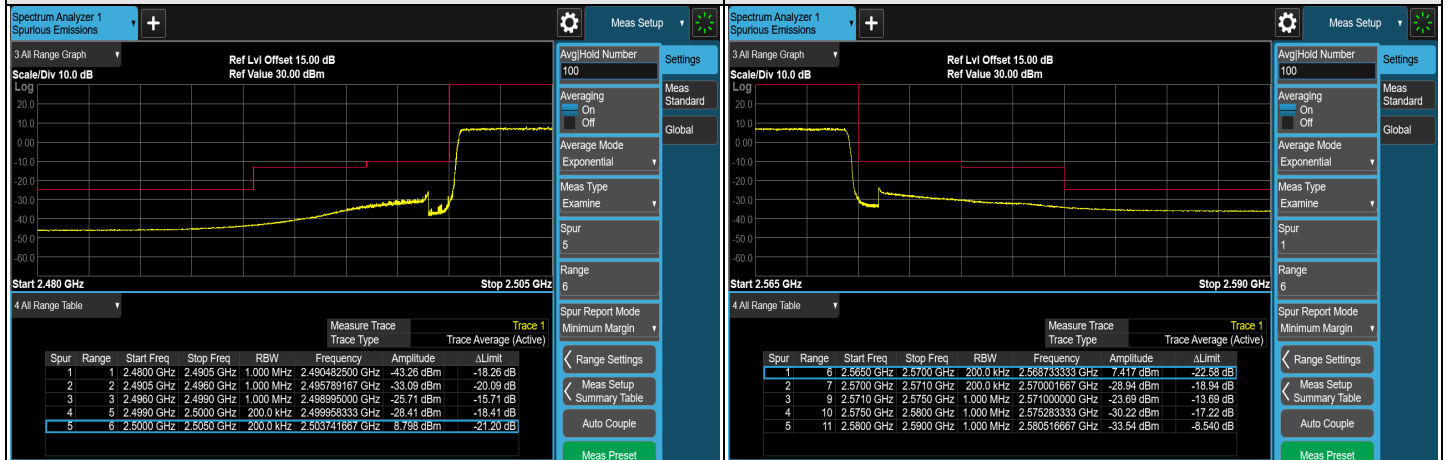 Spectrum Analyzer 1
Spurious Emissions
+
Meas Setup
3 All Range Graph
Ref Lvl Offset 15.00 dB
Scale/Div 10.0 dB
Ref Value 30.00 dBm
Log
20.0
10.0
0.00
-10.0
-20.0
-30.0
-40.0
-50.0
-60.0
Start 2.480 GHz
Stop 2.505 GHz
4 All Range Table
Measure Trace Trace 1
Trace Type Trace Average (Active)
Spur Range Start Freq Stop Freq RBW Frequency Amplitude ΔLimit
1 1 2.4800 GHz 2.4905 GHz 1.000 MHz 2.490482500 GHz -43.26 dBm -18.26 dB
2 2 2.4905 GHz 2.4960 GHz 1.000 MHz 2.495789167 GHz -33.09 dBm -20.09 dB
3 3 2.4960 GHz 2.4990 GHz 1.000 MHz 2.498995000 GHz -25.71 dBm -15.71 dB
4 5 2.4990 GHz 2.5000 GHz 200.0 kHz 2.499958333 GHz -28.41 dBm -18.41 dB
5 6 2.5000 GHz 2.5050 GHz 200.0 kHz 2.503741667 GHz 8.798 dBm -21.20 dB
Avg|Hold Number
100
Averaging
On
Off
Average Mode
Exponential
Meas Type
Examine
Spur
5
Range
6
Spur Report Mode
Minimum Margin
Range Settings
Meas Setup
Summary Table
Auto Couple
Meas Preset
Settings
Meas
Standard
Global
Spectrum Analyzer 1
Spurious Emissions
+
Meas Setup
3 All Range Graph
Ref Lvl Offset 15.00 dB
Scale/Div 10.0 dB
Ref Value 30.00 dBm
Log
20.0
10.0
0.00
-10.0
-20.0
-30.0
-40.0
-50.0
-60.0
Start 2.565 GHz
Stop 2.590 GHz
4 All Range Table
Measure Trace Trace 1
Trace Type Trace Average (Active)
Spur Range Start Freq Stop Freq RBW Frequency Amplitude ΔLimit
1 6 2.5650 GHz 2.5700 GHz 200.0 kHz 2.568733333 GHz 7.417 dBm -22.58 dB
2 7 2.5700 GHz 2.5710 GHz 200.0 kHz 2.570001667 GHz -28.94 dBm -18.94 dB
3 9 2.5710 GHz 2.5750 GHz 1.000 MHz 2.571000000 GHz -23.69 dBm -13.69 dB
4 10 2.5750 GHz 2.5800 GHz 1.000 MHz 2.575283333 GHz -30.22 dBm -17.22 dB
5 11 2.5800 GHz 2.5900 GHz 1.000 MHz 2.580516667 GHz -33.54 dBm -8.540 dB
Avg|Hold Number
100
Averaging
On
Off
Average Mode
Exponential
Meas Type
Examine
Spur
1
Range
6
Spur Report Mode
Minimum Margin
Range Settings
Meas Setup
Summary Table
Auto Couple
Meas Preset
Settings
Meas
Standard
Global